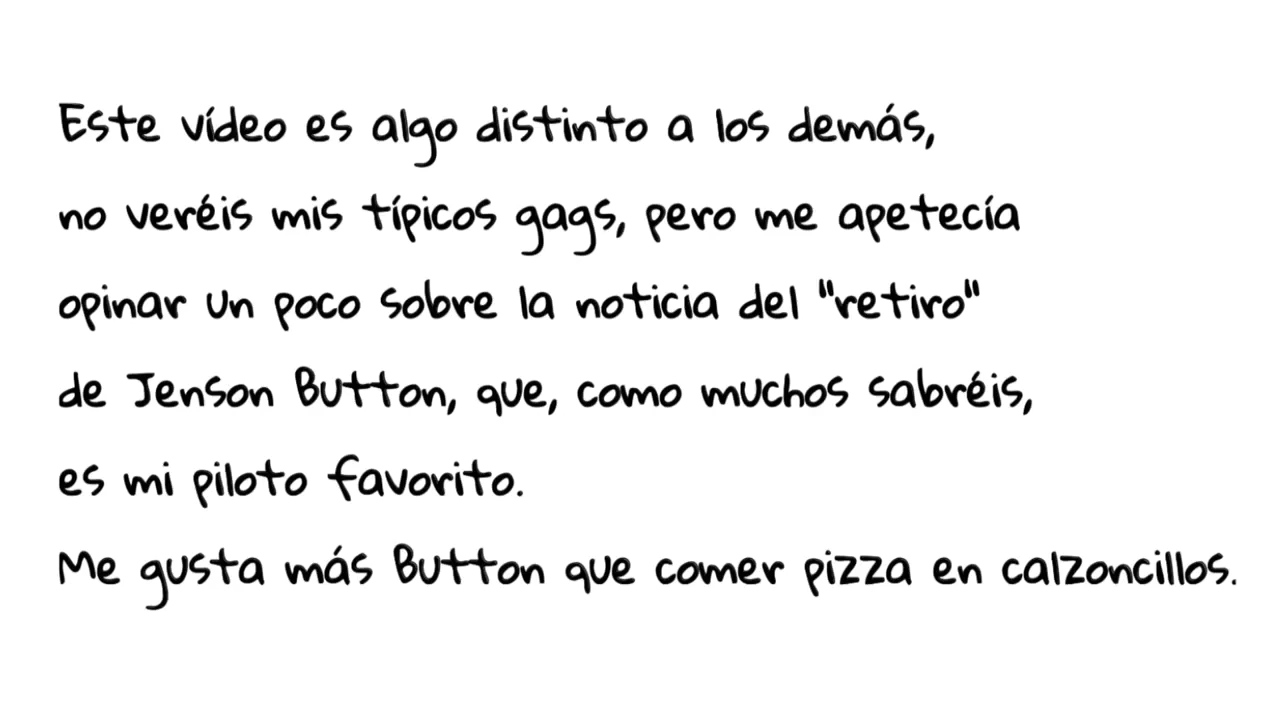 Este vídeo es algo distinto a los demás,
no veréis mis típicos gags, pero me apetecía
opinar un poco sobre la noticia del "retiro"
de Jenson Button, que, como muchos sabréis,
es mi piloto favorito.
Me gusta más Button que comer pizza en calzoncillos.